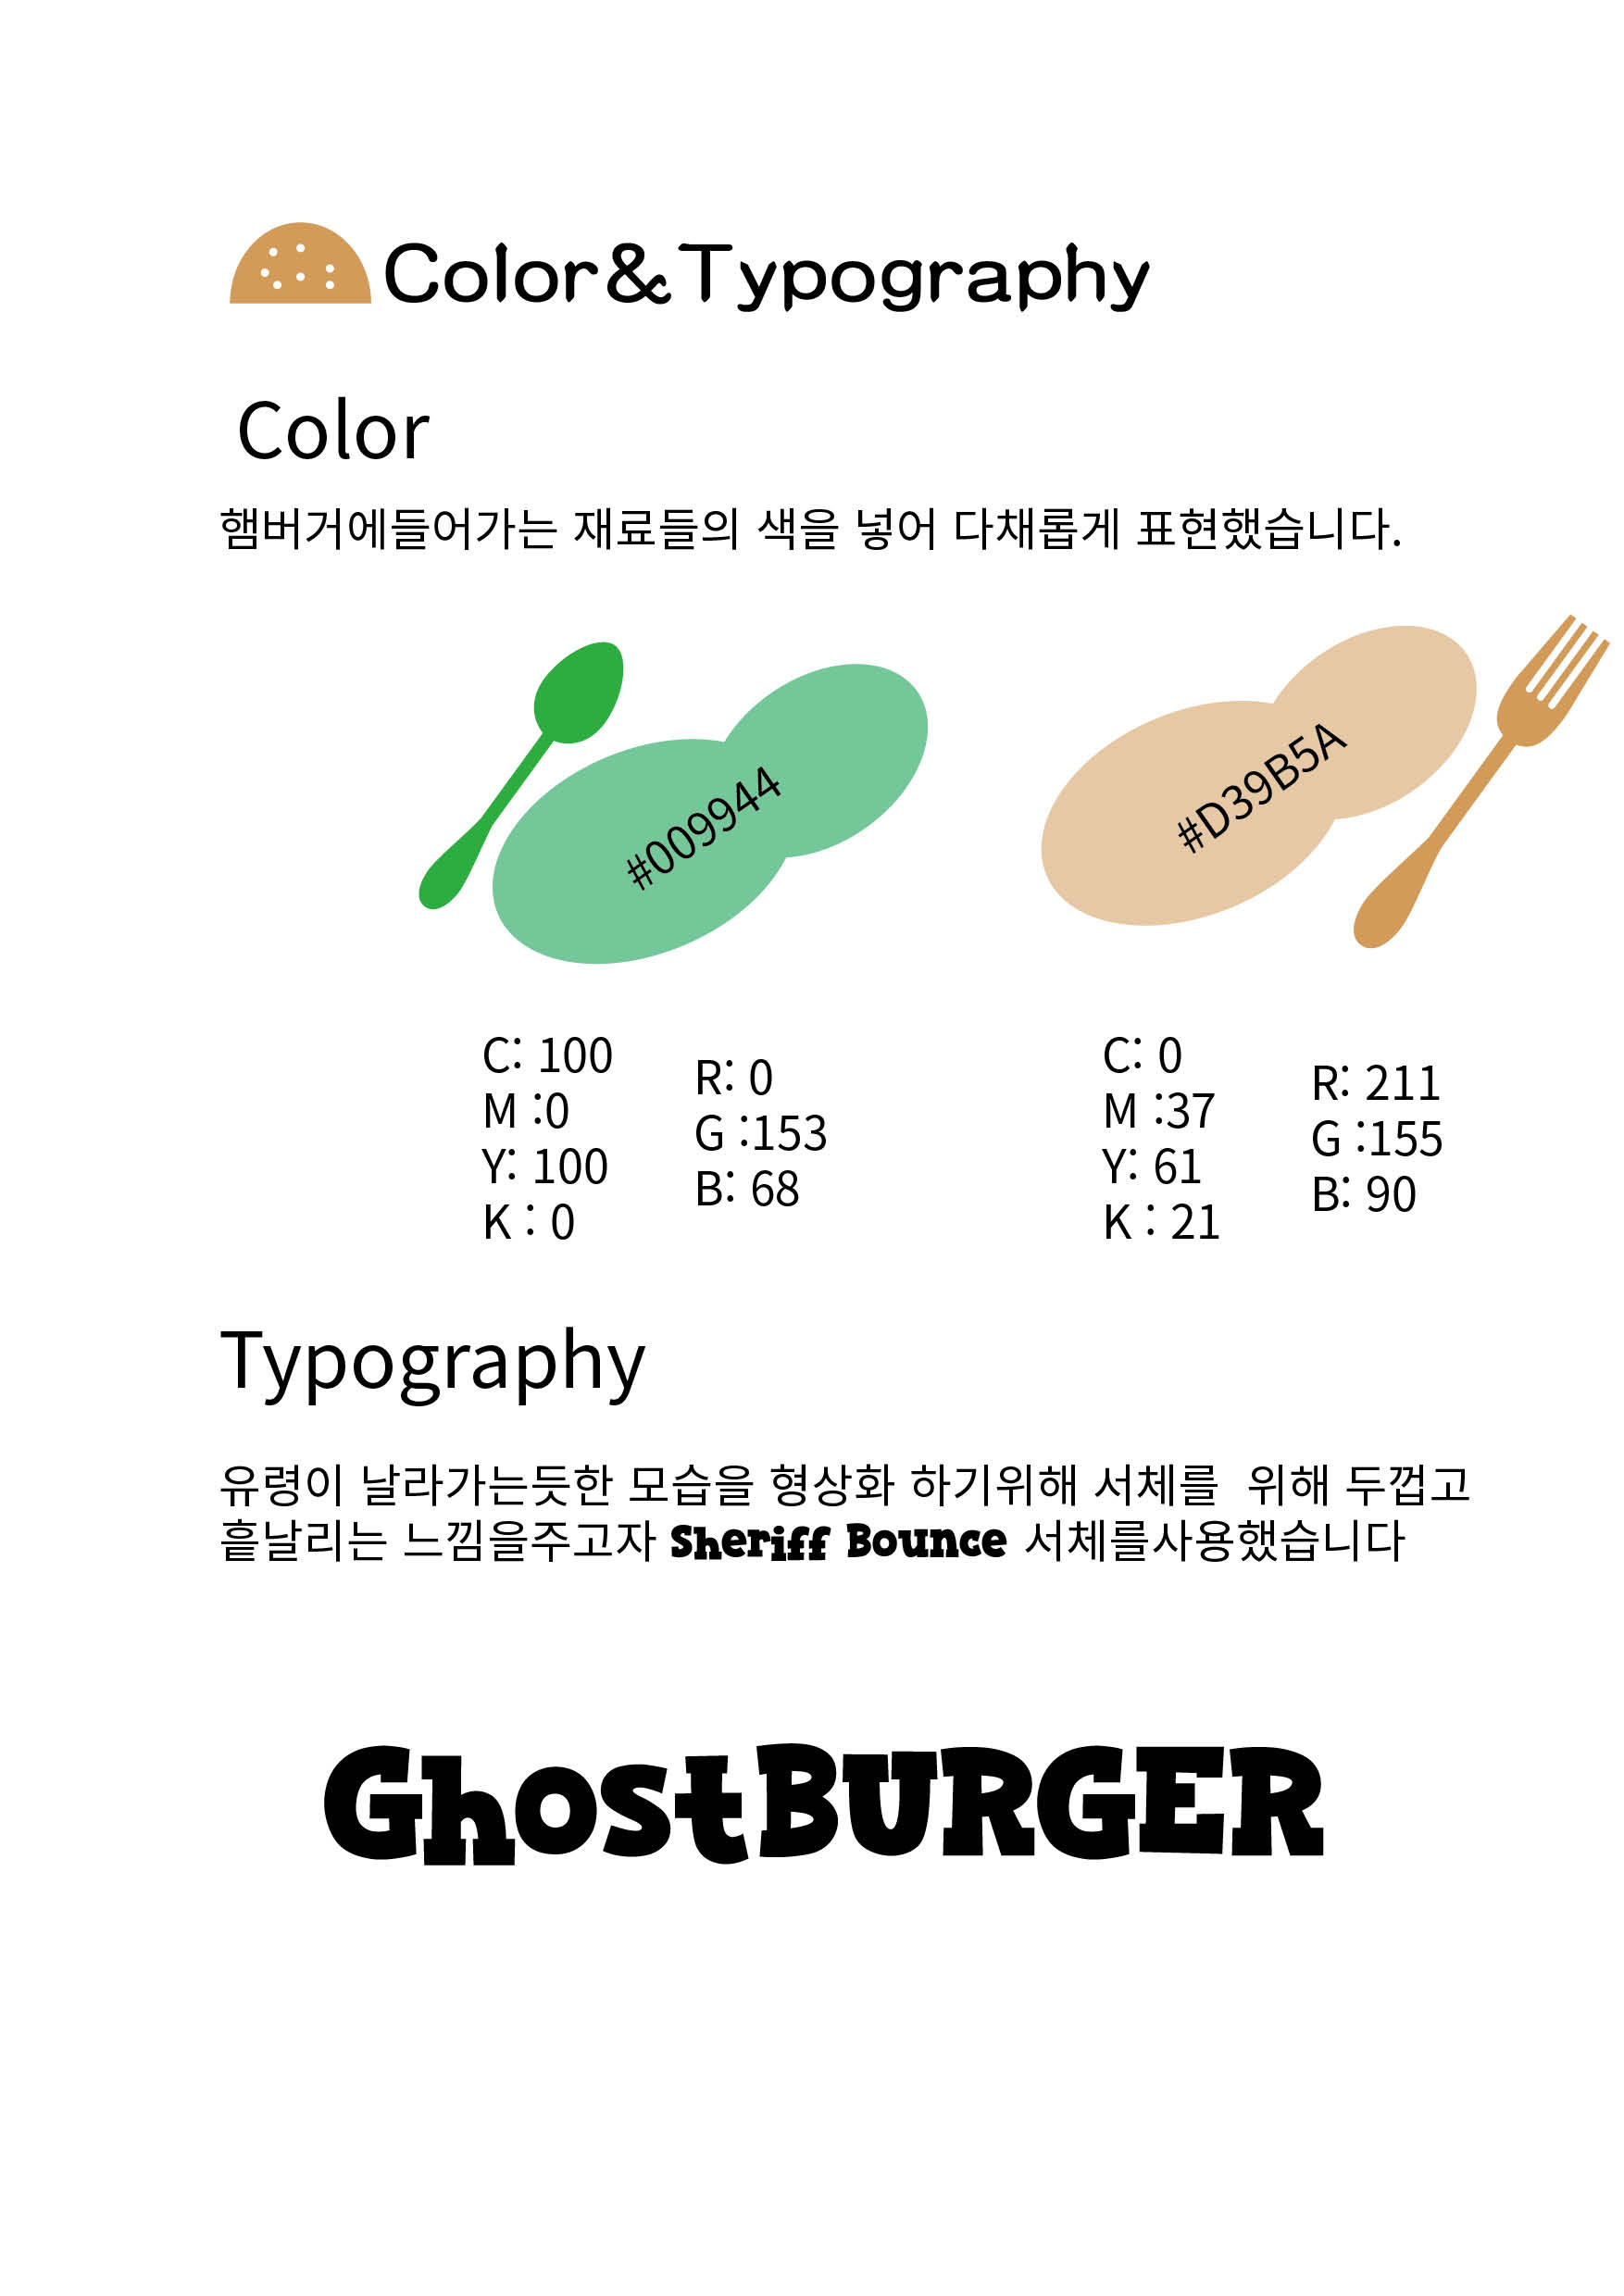 Color&Typography
Color
햄버거에들어가는 재료들의 색을 넣어 다채롭게 표현했습니다.
#009944
#D39B5A
C: 100
M :0
Y: 100
K : 0
R: 0
G :153
B: 68
C: 0
M :37
Y: 61
K : 21
R: 211
G :155
B: 90
Typography
유령이 날라가는듯한 모습을 형상화 하기위해 서체를 위해 두껍고
흩날리는 느낌을주고자 Sheriff Bounce 서체를사용했습니다
GhostBURGER